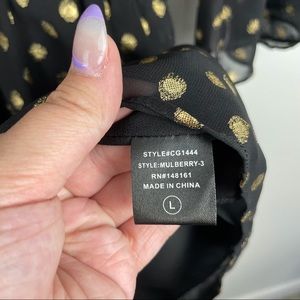 STYLE#CG1444
STYLE:MULBERRY-3
RN#148161
MADE IN CHINA
L